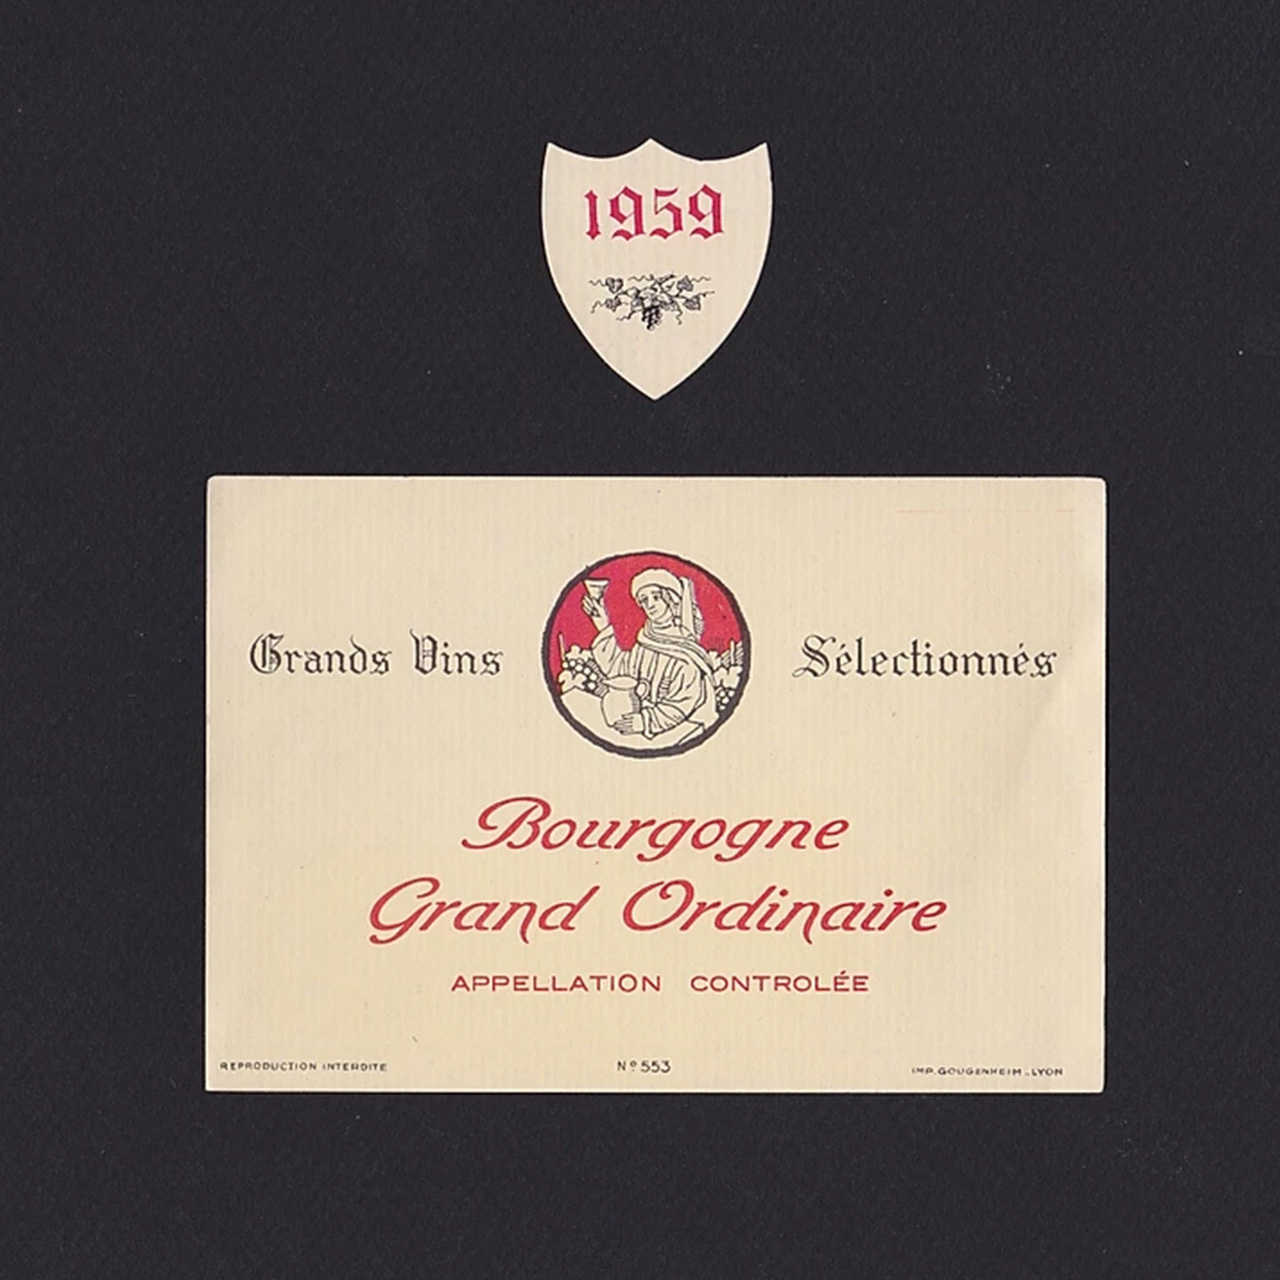 1959
Grands Vins Sélectionnés
Bourgogne
Grand Ordinaire
APPELLATION CONTROLÉE
REPRODUCTION INTERDITE Nº 553 IMP. GOUGENHEIM - LYON